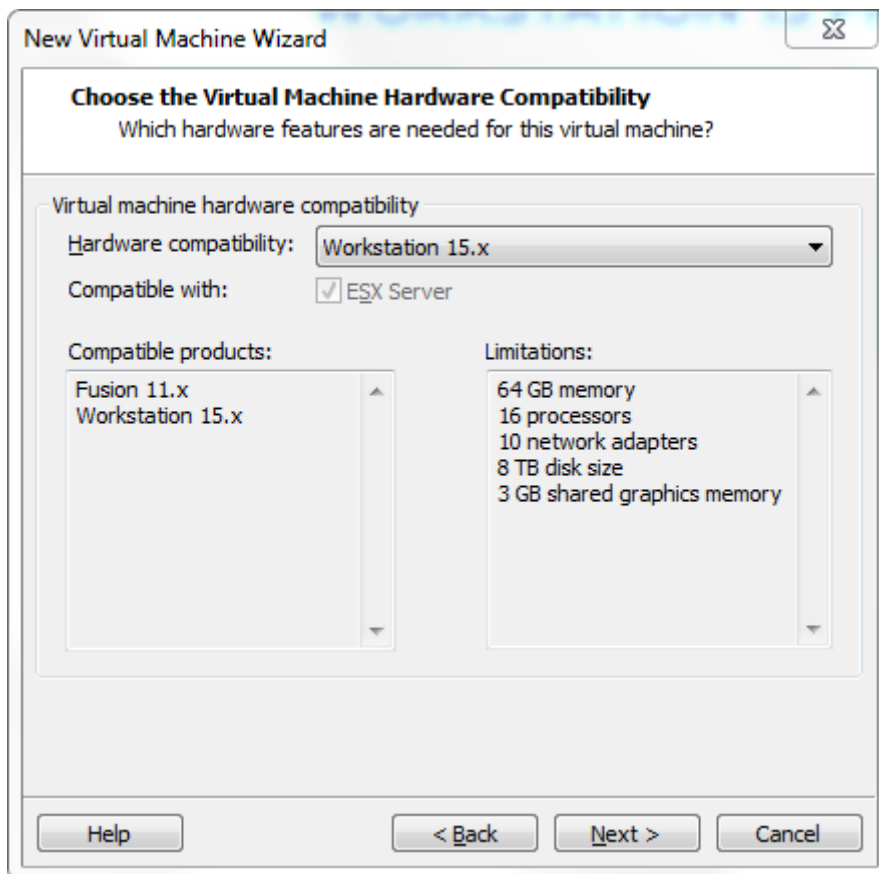 New Virtual Machine Wizard
Choose the Virtual Machine Hardware Compatibility
Which hardware features are needed for this virtual machine?
Virtual machine hardware compatibility
Hardware compatibility: Workstation 15.x
Compatible with: ESX Server
Compatible products:
Fusion 11.x
Workstation 15.x
Limitations:
64 GB memory
16 processors
10 network adapters
8 TB disk size
3 GB shared graphics memory
Help < Back Next > Cancel